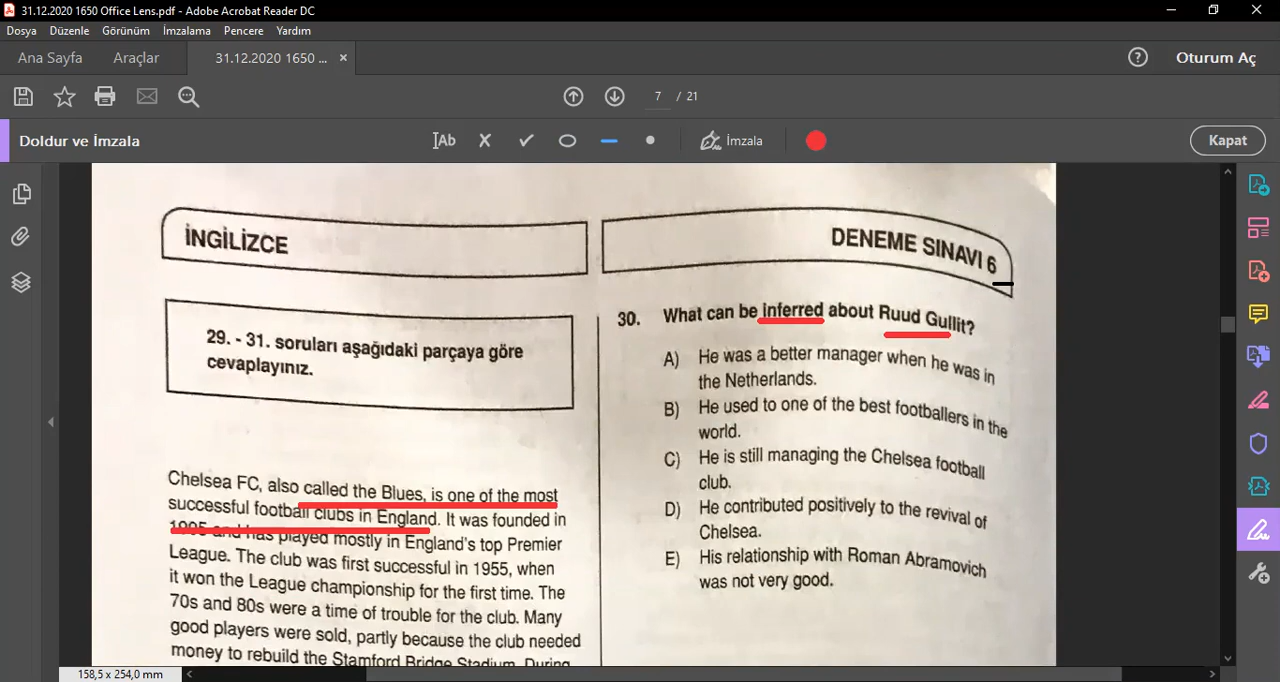 31.12.2020 1650 Office Lens.pdf - Adobe Acrobat Reader DC
Dosya Düzenle Görünüm İmzalama Pencere Yardım
Ana Sayfa Araçlar 31.12.2020 1650 ... × Oturum Aç
7 / 21
Doldur ve İmzala Ab İmzala Kapat
İNGİLİZCE
29. - 31. soruları aşağıdaki parçaya göre
cevaplayınız.
Chelsea FC, also called the Blues, is one of the most
successful football clubs in England. It was founded in
1905 and has played mostly in England's top Premier
League. The club was first successful in 1955, when
it won the League championship for the first time. The
70s and 80s were a time of trouble for the club. Many
good players were sold, partly because the club needed
money to rebuild the Stamford Bridge Stadium. During
DENEME SINAVI 6
30. What can be inferred about Ruud Gullit?
A) He was a better manager when he was in
the Netherlands.
B) He used to one of the best footballers in the
world.
C) He is still managing the Chelsea football
club.
D) He contributed positively to the revival of
Chelsea.
E) His relationship with Roman Abramovich
was not very good.
158,5 x 254,0 mm